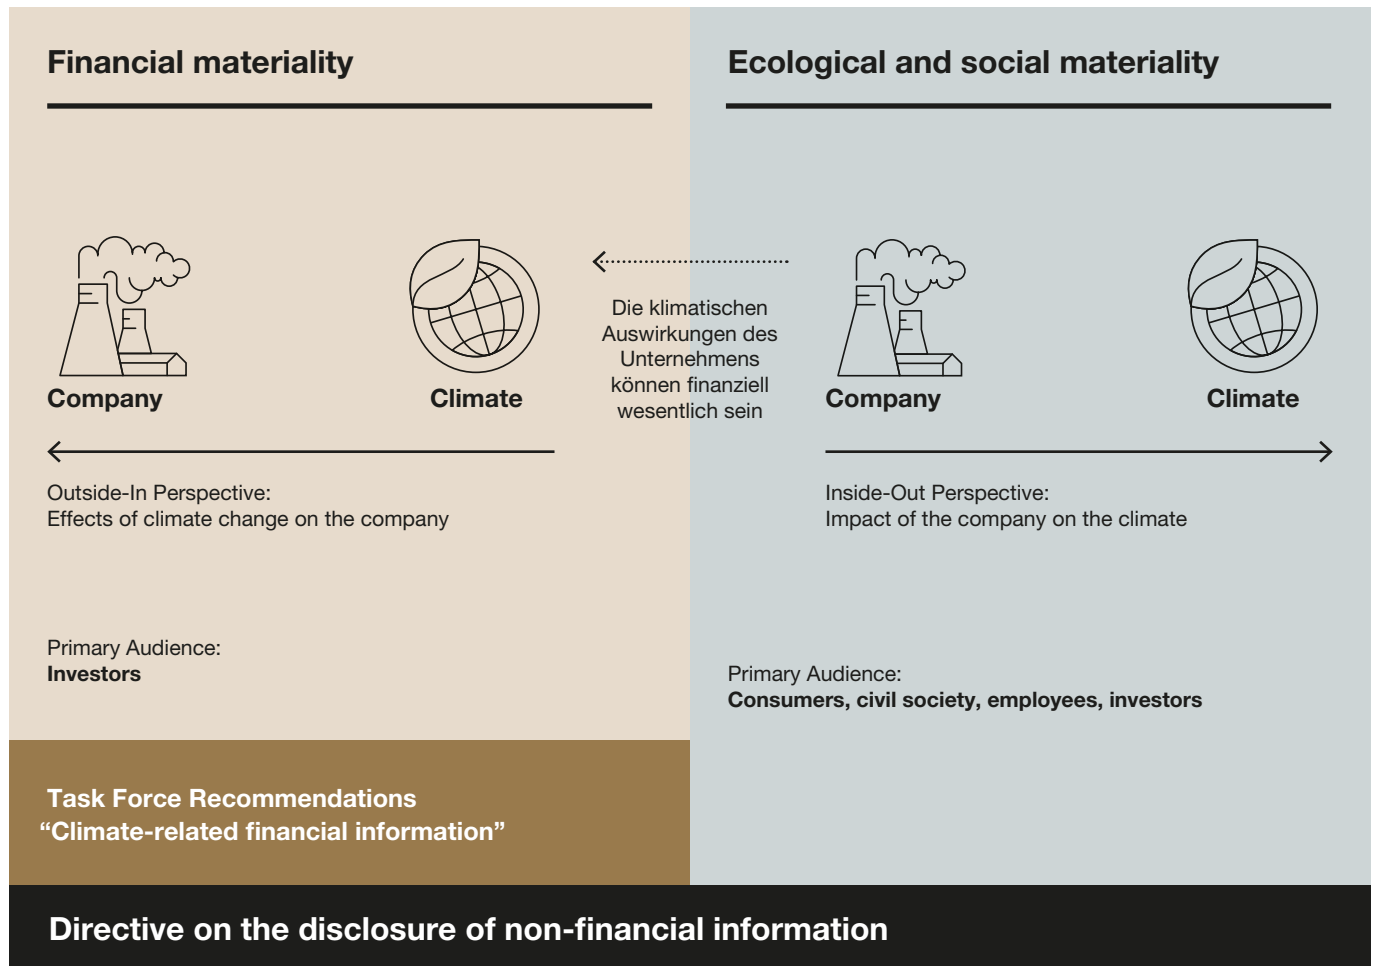 Financial materiality
Company
Climate
Outside-In Perspective:
Effects of climate change on the company
Primary Audience:
Investors
Task Force Recommendations
“Climate-related financial information”
Die klimatischen
Auswirkungen des
Unternehmens
können finanziell
wesentlich sein
Ecological and social materiality
Company
Climate
Inside-Out Perspective:
Impact of the company on the climate
Primary Audience:
Consumers, civil society, employees, investors
Directive on the disclosure of non-financial information